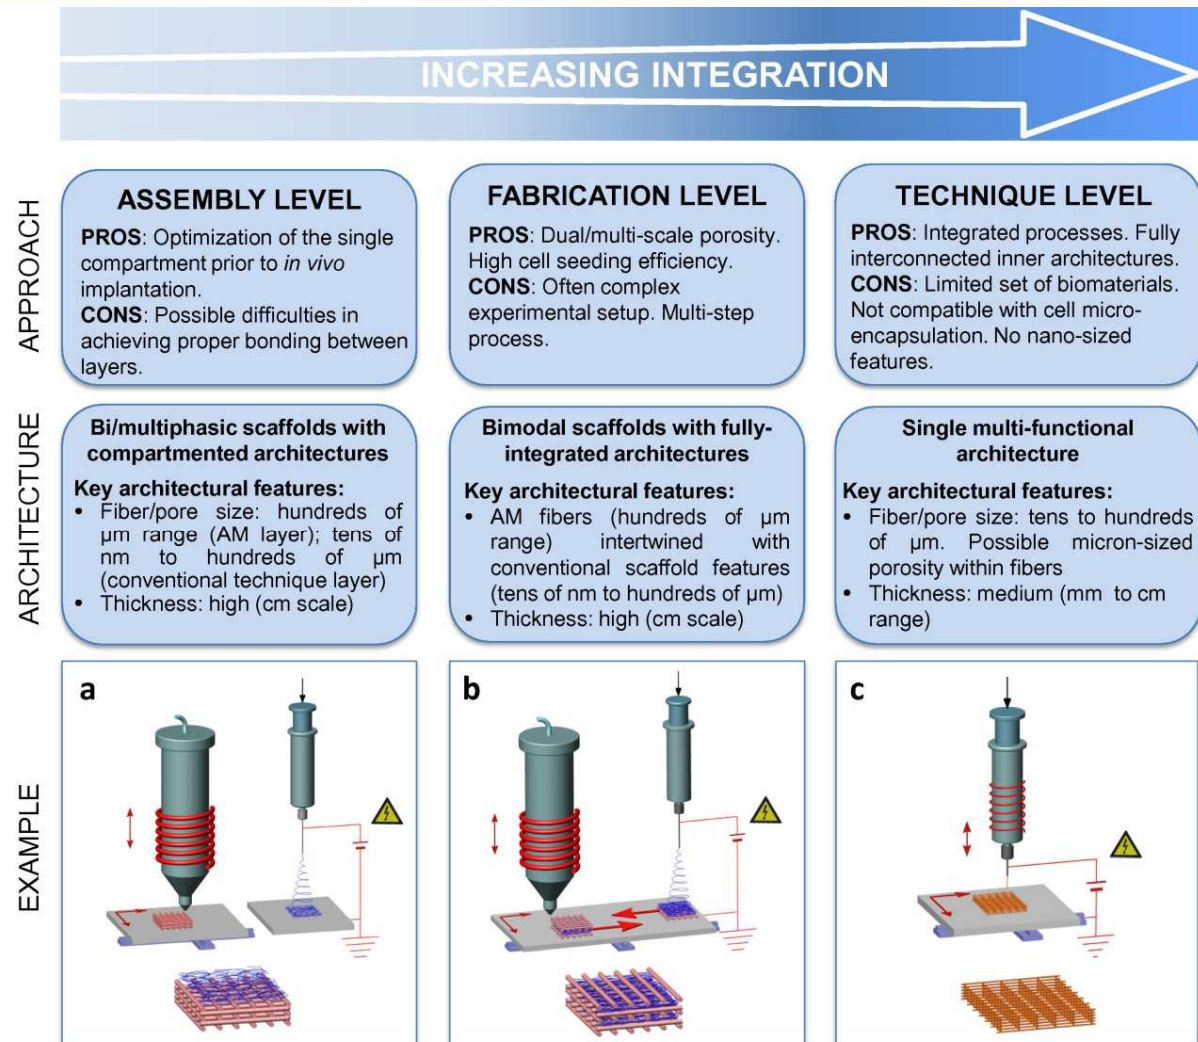 INCREASING INTEGRATION
APPROACH
ASSEMBLY LEVEL
PROS: Optimization of the single
compartment prior to in vivo
implantation.
CONS: Possible difficulties in
achieving proper bonding between
layers.
FABRICATION LEVEL
PROS: Dual/multi-scale porosity.
High cell seeding efficiency.
CONS: Often complex
experimental setup. Multi-step
process.
TECHNIQUE LEVEL
PROS: Integrated processes. Fully
interconnected inner architectures.
CONS: Limited set of biomaterials.
Not compatible with cell micro-
encapsulation. No nano-sized
features.
ARCHITECTURE
Bi/multiphasic scaffolds with
compartmented architectures
Key architectural features:
• Fiber/pore size: hundreds of
µm range (AM layer); tens of
nm to hundreds of µm
(conventional technique layer)
• Thickness: high (cm scale)
Bimodal scaffolds with fully-
integrated architectures
Key architectural features:
• AM fibers (hundreds of µm
range) intertwined with
conventional scaffold features
(tens of nm to hundreds of µm)
• Thickness: high (cm scale)
Single multi-functional
architecture
Key architectural features:
• Fiber/pore size: tens to hundreds
of µm. Possible micron-sized
porosity within fibers
• Thickness: medium (mm to cm
range)
EXAMPLE
a
b
c